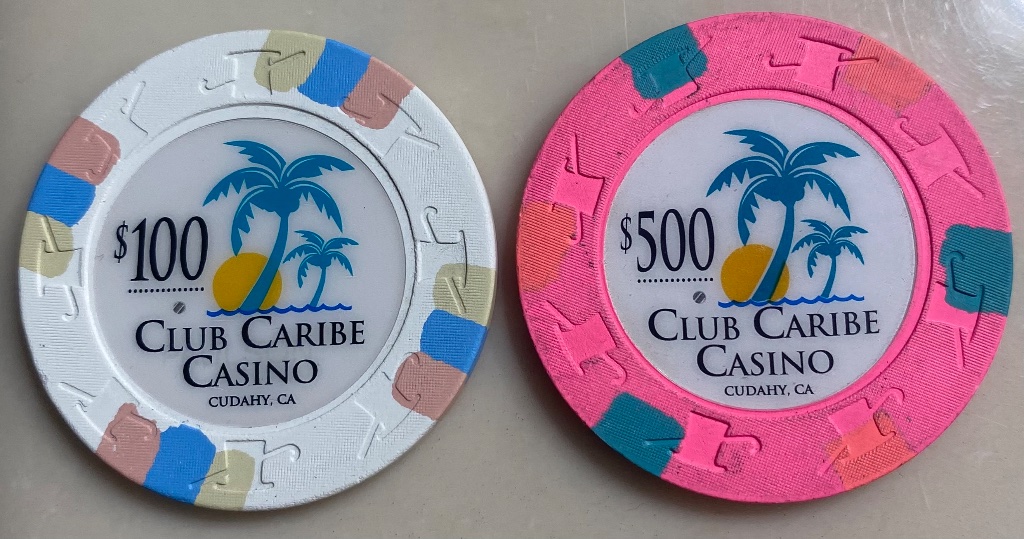 $100
CLUB CARIBE
CASINO
CUDAHY, CA
$500
CLUB CARIBE
CASINO
CUDAHY, CA